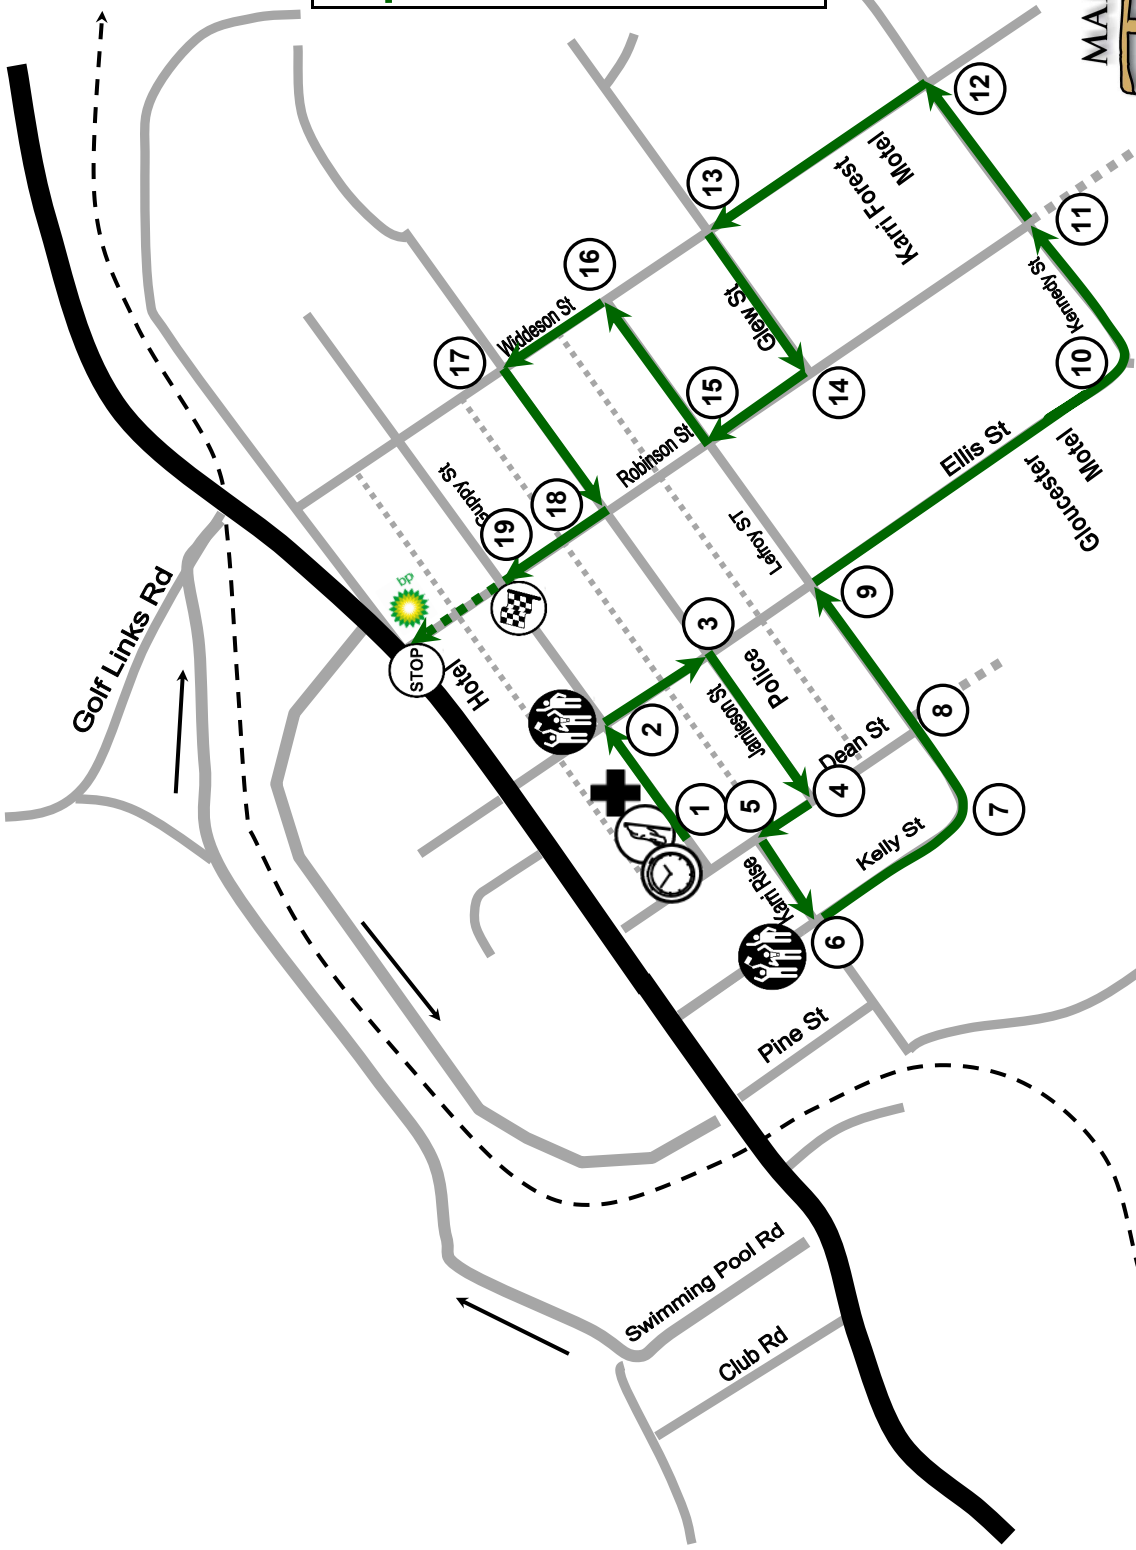 MA
12
Karri Forest
Motel
13
11
16
Glew St
Kennedy St
Widdeson St
17
10
15
14
Robinson St
Ellis St
Gloucester
Motel
Guppy St
18
19
Lefroy ST
bp
9
Golf Links Rd
STOP
Hotel
3
Police
Jamieson St
2
8
Dean St
1
5
4
7
Kelly St
Karri Rise
6
Pine St
Swimming Pool Rd
Club Rd